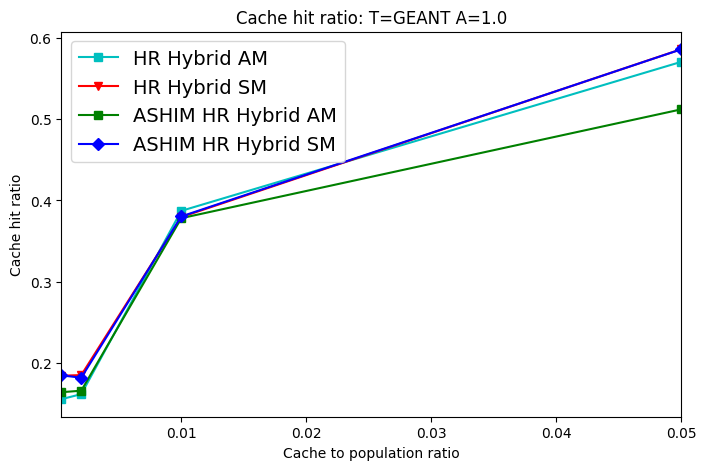 Cache hit ratio: T=GEANT A=1.0
HR Hybrid AM
HR Hybrid SM
ASHIM HR Hybrid AM
ASHIM HR Hybrid SM
Cache hit ratio
0.6
0.5
0.4
0.3
0.2
0.01 0.02 0.03 0.04 0.05
Cache to population ratio